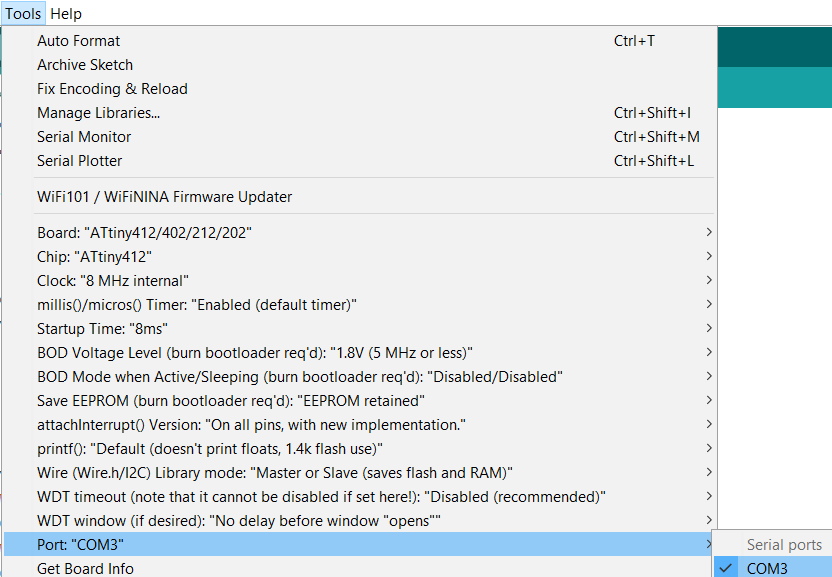 Tools Help
Auto Format Ctrl+T
Archive Sketch
Fix Encoding & Reload
Manage Libraries... Ctrl+Shift+I
Serial Monitor Ctrl+Shift+M
Serial Plotter Ctrl+Shift+L
WiFi101 / WiFiNINA Firmware Updater
Board: "ATtiny412/402/212/202"
Chip: "ATtiny412"
Clock: "8 MHz internal"
millis()/micros() Timer: "Enabled (default timer)"
Startup Time: "8ms"
BOD Voltage Level (burn bootloader req'd): "1.8V (5 MHz or less)"
BOD Mode when Active/Sleeping (burn bootloader req'd): "Disabled/Disabled"
Save EEPROM (burn bootloader req'd): "EEPROM retained"
attachInterrupt() Version: "On all pins, with new implementation."
printf(): "Default (doesn't print floats, 1.4k flash use)"
Wire (Wire.h/I2C) Library mode: "Master or Slave (saves flash and RAM)"
WDT timeout (note that it cannot be disabled if set here!): "Disabled (recommended)"
WDT window (if desired): "No delay before window "opens""
Port: "COM3" Serial ports
Get Board Info COM3